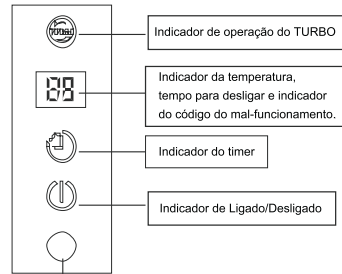 TURBO
Indicador de operação do TURBO
88
Indicador da temperatura,
tempo para desligar e indicador
do código do mal-funcionamento.
Indicador do timer
Indicador de Ligado/Desligado